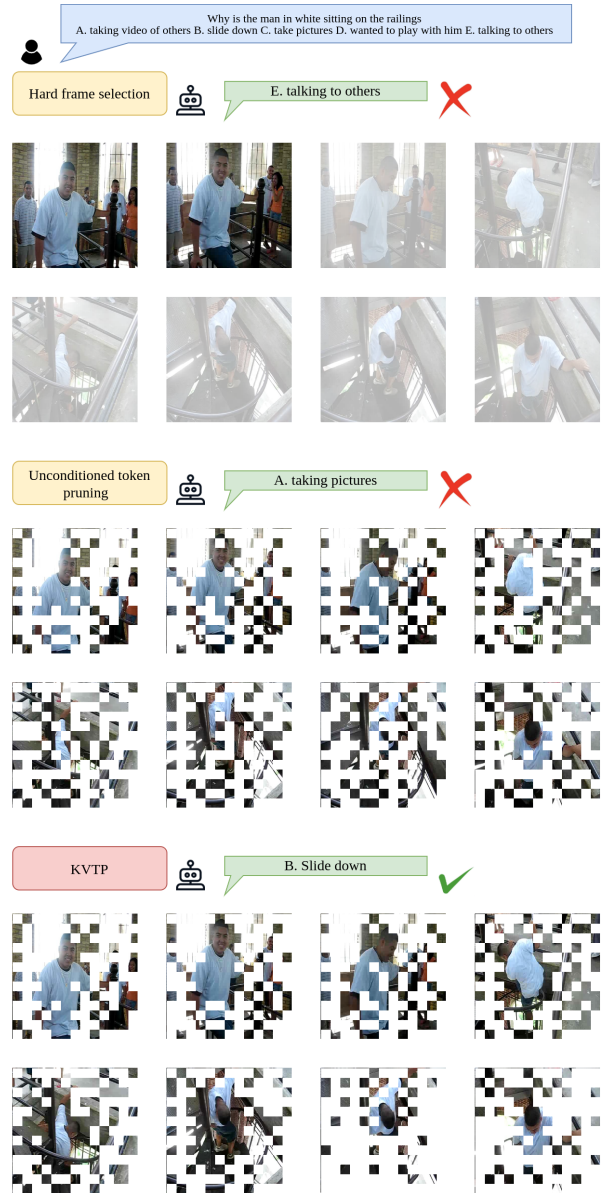 Why is the man in white sitting on the railings
A. taking video of others B. slide down C. take pictures D. wanted to play with him E. talking to others
Hard frame selection
E. talking to others
Unconditioned token
pruning
A. taking pictures
KVTP
B. Slide down